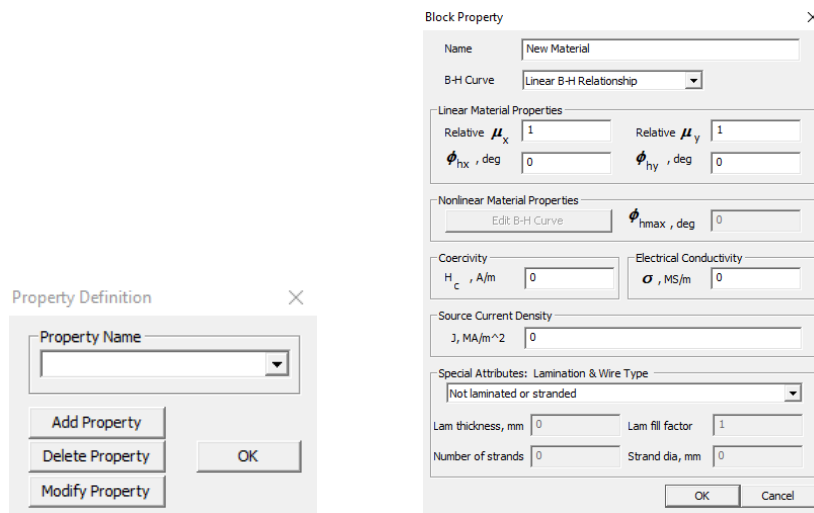 Property Definition
Property Name
Add Property
Delete Property
OK
Modify Property
Block Property
Name New Material
B-H Curve Linear B-H Relationship
Linear Material Properties
Relative μx 1 Relative μy 1
ϕhx , deg 0 ϕhy , deg 0
Nonlinear Material Properties
Edit B-H Curve ϕhmax , deg 0
Coercivity Electrical Conductivity
Hc , A/m 0 σ , MS/m 0
Source Current Density
J, MA/m^2 0
Special Attributes: Lamination & Wire Type
Not laminated or stranded
Lam thickness, mm 0 Lam fill factor 1
Number of strands 0 Strand dia, mm 0
OK Cancel